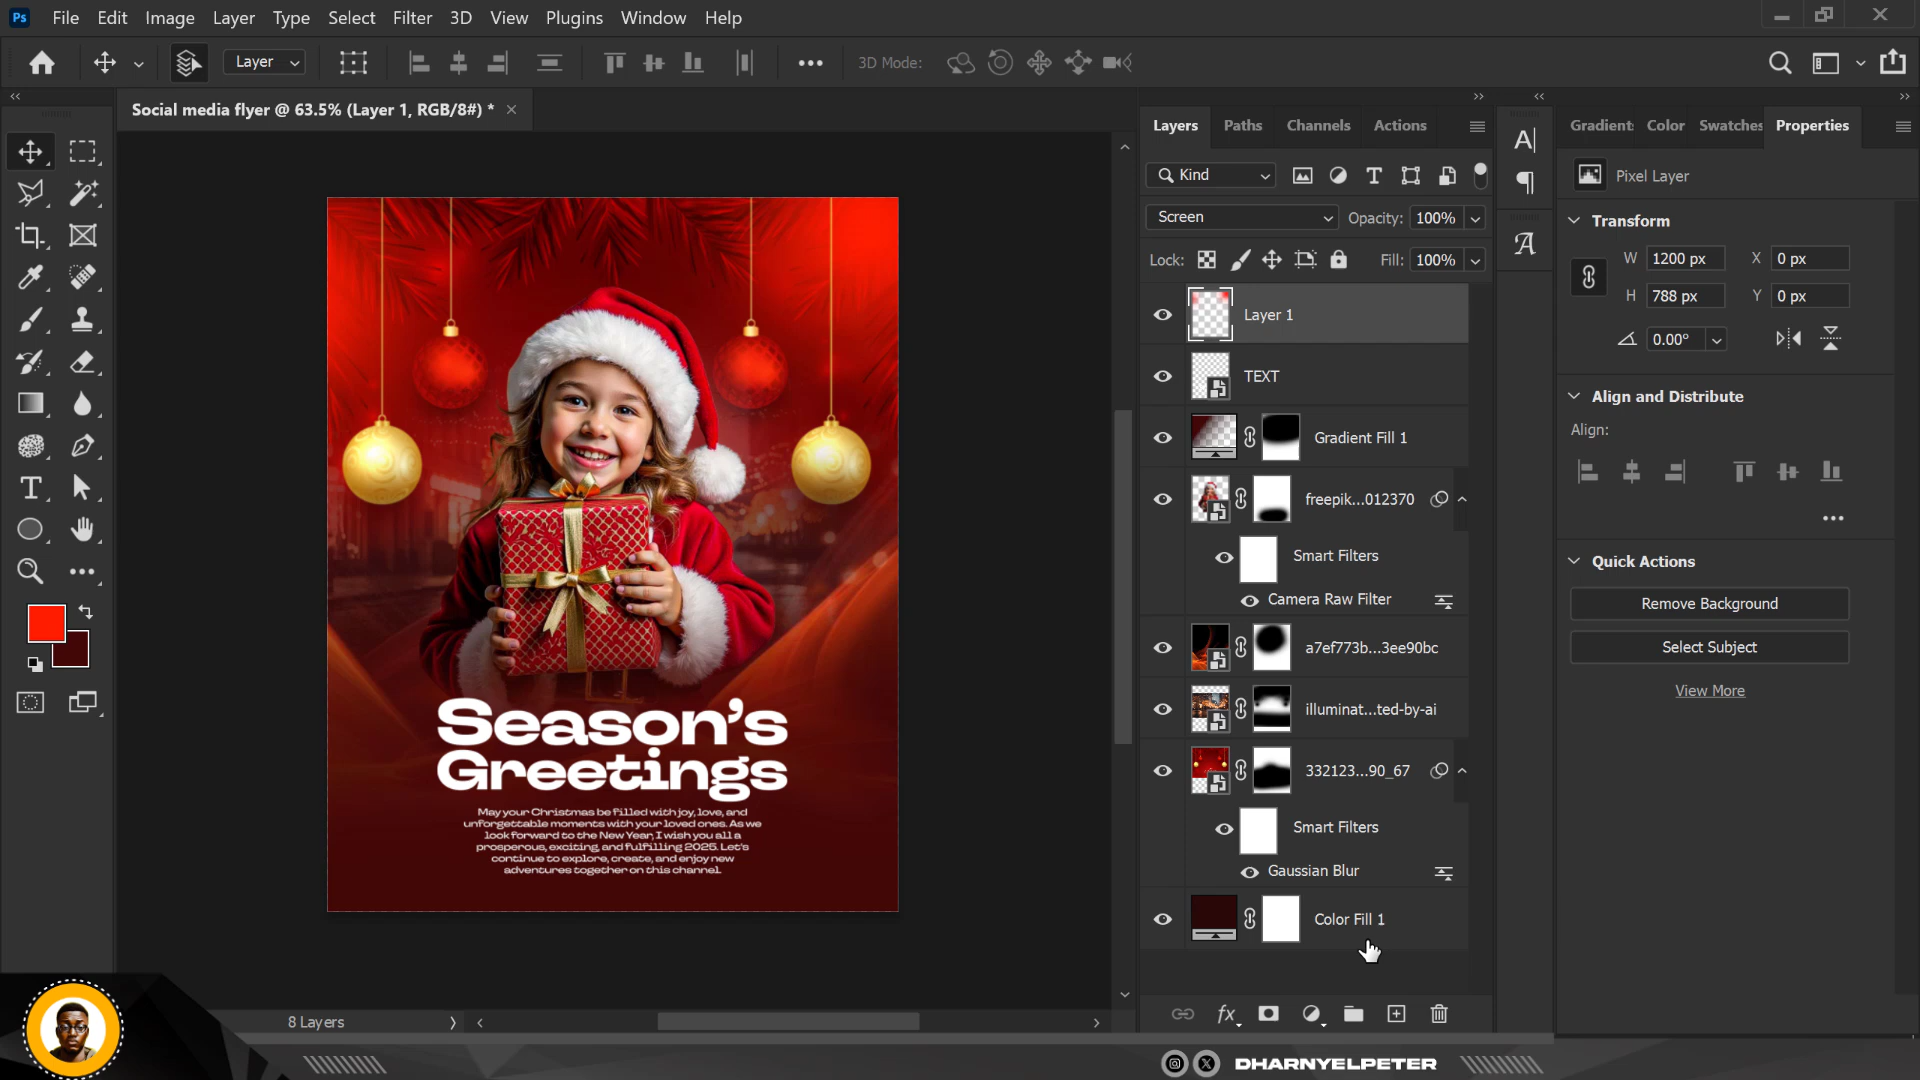 Ps File Edit Image Layer Type Select Filter 3D View Plugins Window Help
Layer 3D Mode:
Social media flyer @ 63.5% (Layer 1, RGB/8#) *
Layers Paths Channels Actions
Kind
Screen Opacity: 100%
Lock: Fill: 100%
Layer 1
TEXT
Gradient Fill 1
freepik...012370
Smart Filters
Camera Raw Filter
a7ef773b...3ee90bc
illuminat...ted-by-ai
332123...90_67
Smart Filters
Gaussian Blur
Color Fill 1
Gradient Color Swatches Properties
Pixel Layer
Transform
W 1200 px X 0 px
H 788 px Y 0 px
0.00°
Align and Distribute
Align:
Quick Actions
Remove Background
Select Subject
View More
Season's
Greetings
May your Christmas be filled with joy, love, and
unforgettable moments with your loved ones. As we
look forward to the New Year, I wish you all a
prosperous, exciting, and fulfilling 2025. Let's
continue to explore, create, and enjoy new
adventures together on this channel.
8 Layers
DHARNYELPETER